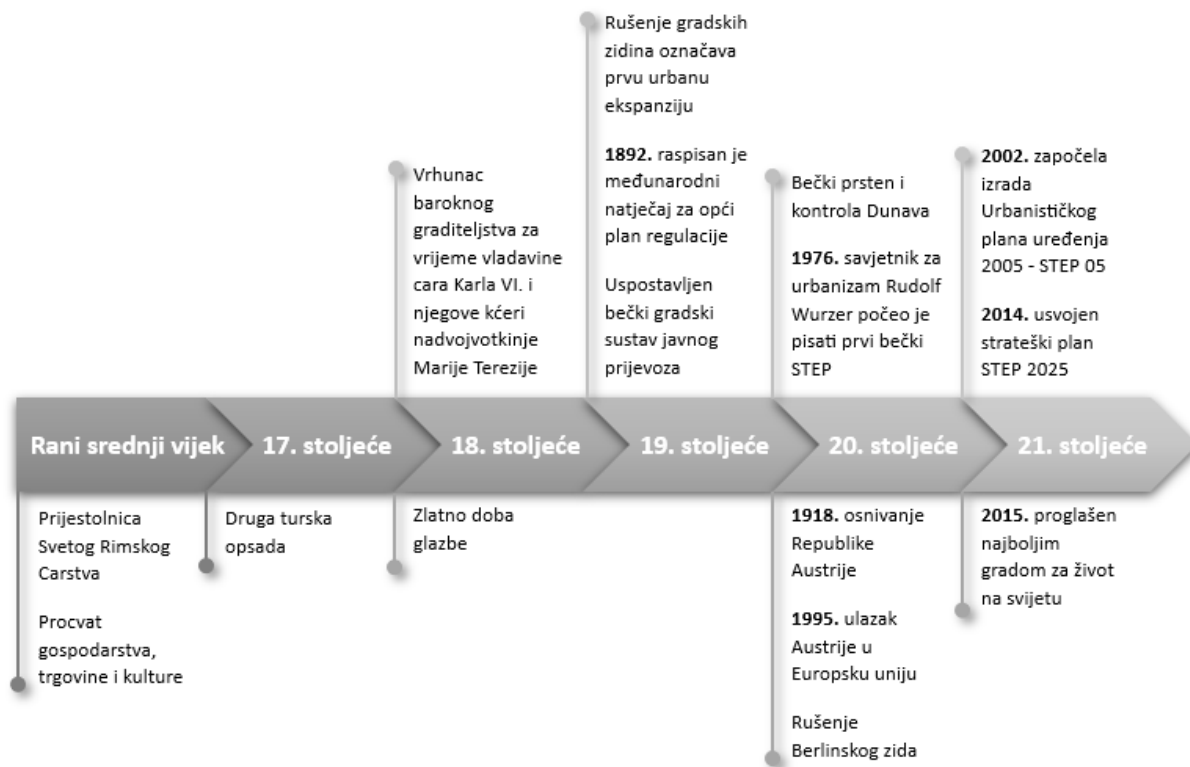 Rušenje gradskih
zidina označava
prvu urbanu
ekspanziju
1892. raspisan je
međunarodni
natječaj za opći
plan regulacije
Uspostavljen
bečki gradski
sustav javnog
prijevoza
Vrhunac
baroknog
graditeljstva za
vrijeme vladavine
cara Karla VI. i
njegove kćeri
nadvojvotkinje
Marije Terezije
Bečki prsten i
kontrola Dunava
1976. savjetnik za
urbanizam Rudolf
Wurzer počeo je
pisati prvi bečki
STEP
2002. započela
izrada
Urbanističkog
plana uređenja
2005 - STEP 05
2014. usvojen
strateški plan
STEP 2025
Rani srednji vijek
17. stoljeće
18. stoljeće
19. stoljeće
20. stoljeće
21. stoljeće
Prijestolnica
Svetog Rimskog
Carstva
Procvat
gospodarstva,
trgovine i kulture
Druga turska
opsada
Zlatno doba
glazbe
1918. osnivanje
Republike
Austrije
1995. ulazak
Austrije u
Europsku uniju
Rušenje
Berlinskog zida
2015. proglašen
najboljim
gradom za život
na svijetu